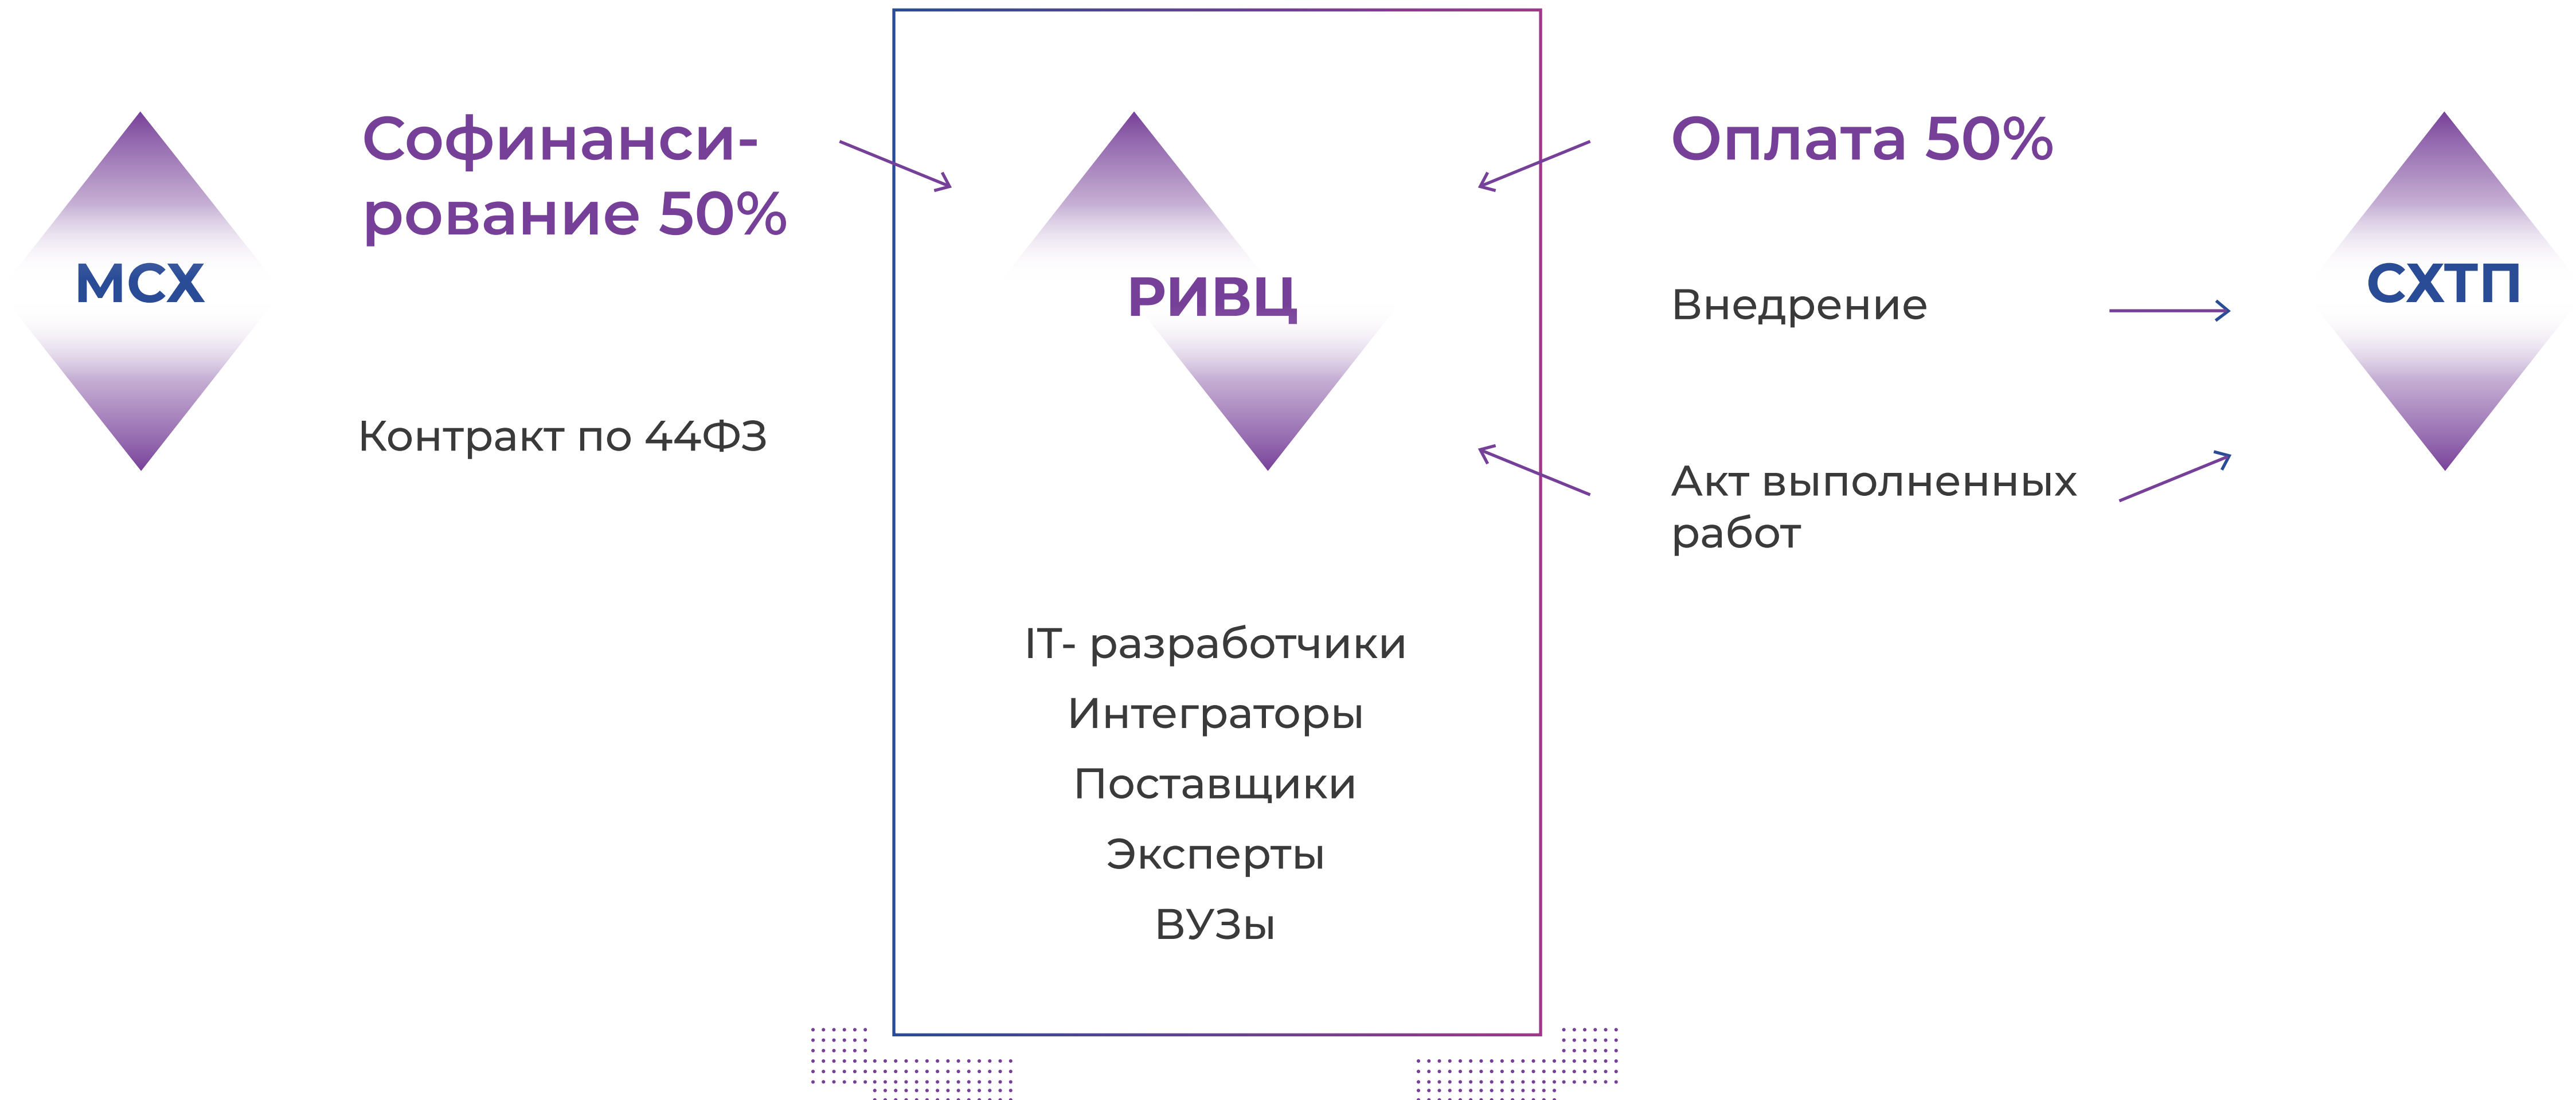 МСХ
Софинанси-
рование 50%
Контракт по 44ФЗ
РИВЦ
IT- разработчики
Интеграторы
Поставщики
Эксперты
ВУЗы
Оплата 50%
Внедрение
Акт выполненных
работ
СХТП